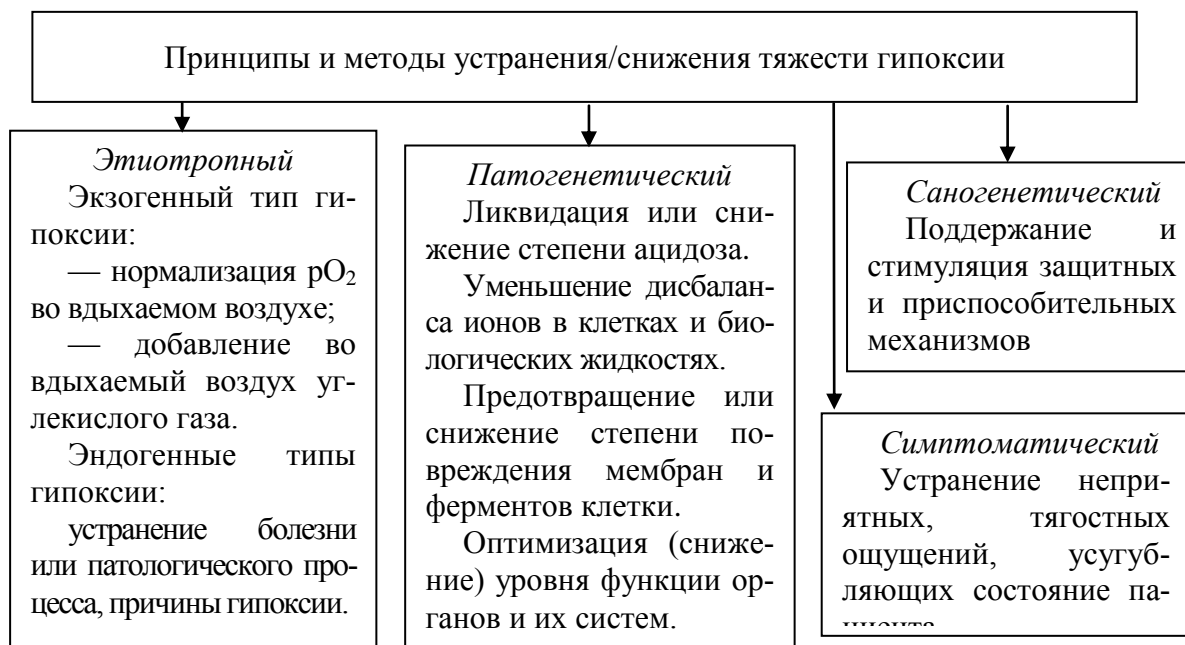 Принципы и методы устранения/снижения тяжести гипоксии
Этиотропный
Экзогенный тип ги-
поксии:
— нормализация pO₂
во вдыхаемом воздухе;
— добавление во
вдыхаемый воздух уг-
лекислого газа.
Эндогенные типы
гипоксии:
устранение болезни
или патологического про-
цесса, причины гипоксии.
Патогенетический
Ликвидация или сни-
жение степени ацидоза.
Уменьшение дисбалан-
са ионов в клетках и био-
логических жидкостях.
Предотвращение или
снижение степени по-
вреждения мембран и
ферментов клетки.
Оптимизация (сниже-
ние) уровня функции ор-
ганов и их систем.
Саногенетический
Поддержание и
стимуляция защитных
и приспособительных
механизмов
Симптоматический
Устранение непри-
ятных, тягостных
ощущений, усугуб-
ляющих состояние па-
циента